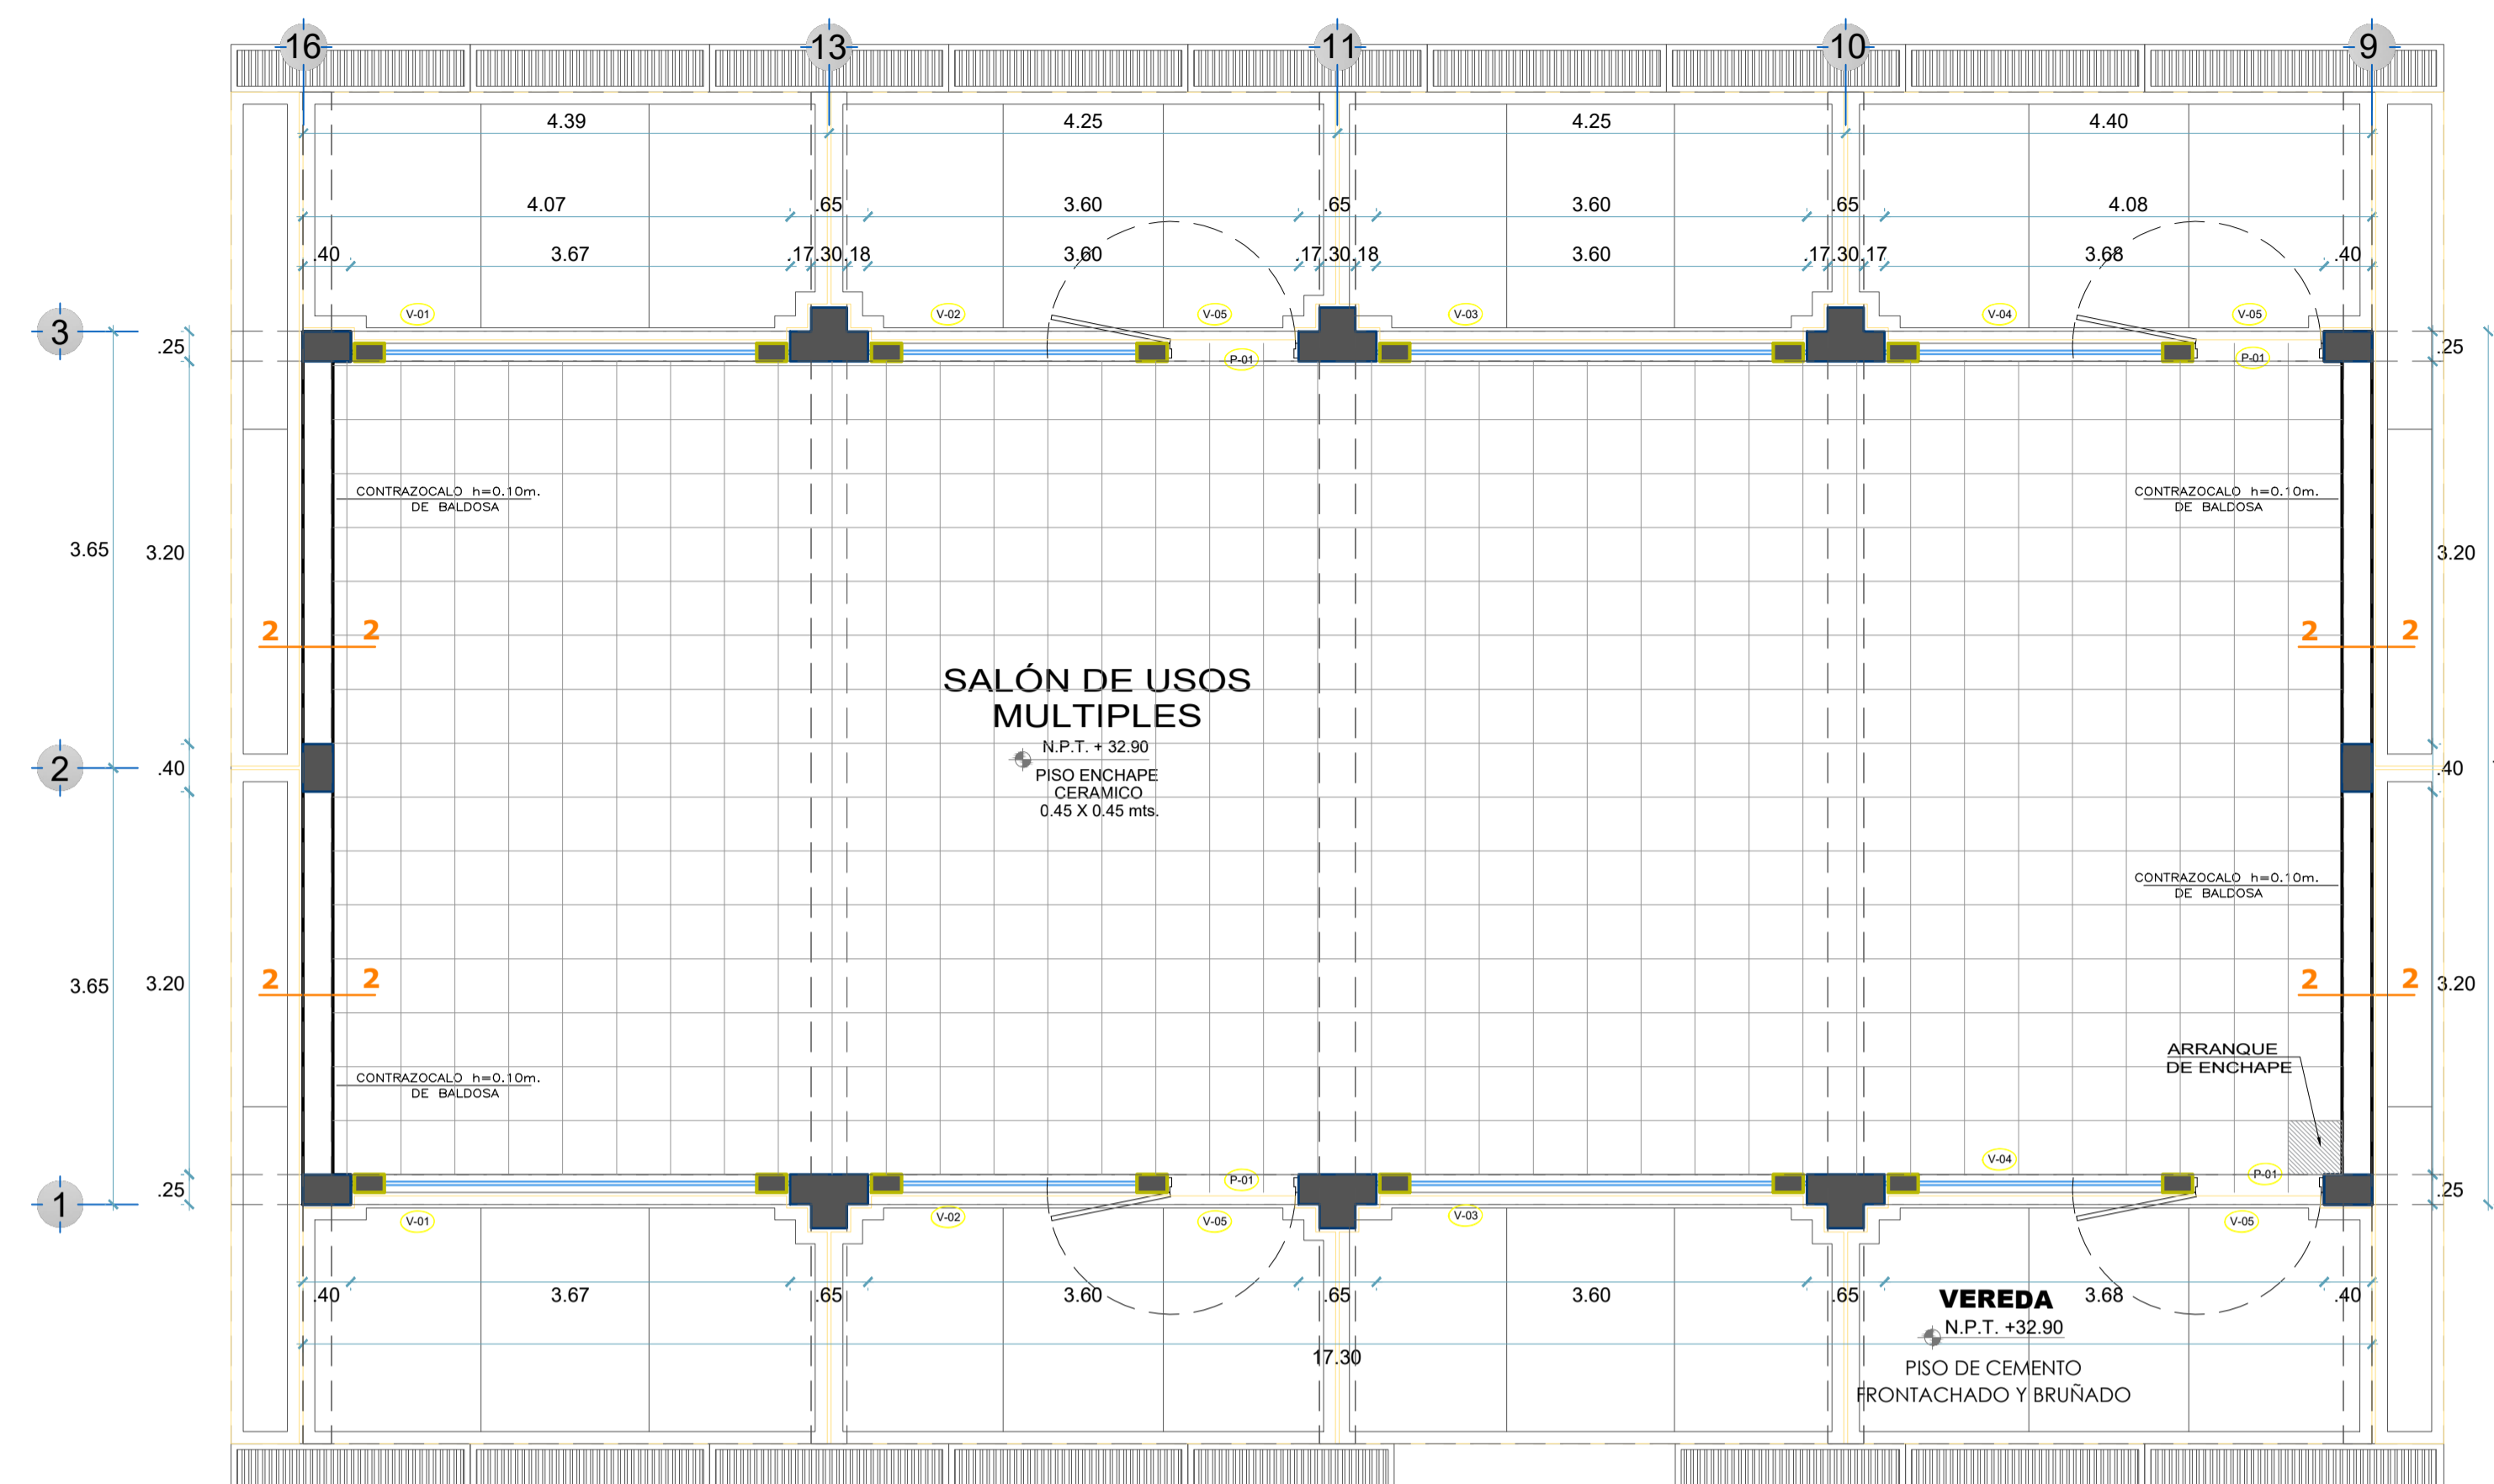 16 13 11 10 9
4.39 4.25 4.25 4.40
4.07 .65 3.60 .65 3.60 .65 4.08
.40 3.67 .17 .30 .18 3.60 .17 .30 .18 3.60 .17 .30 .17 3.68 .40
V-01 V-02 V-05 V-03 V-04 V-05
3
.25 P-01 P-01 .25
CONTRAZOCALO h=0.10m. CONTRAZOCALO h=0.10m.
DE BALDOSA DE BALDOSA
3.65 3.20 3.20
2 2 2 2
SALÓN DE USOS
MULTIPLES
N.P.T. + 32.90
2 .40 .40
PISO ENCHAPE
CERAMICO
0.45 X 0.45 mts.
CONTRAZOCALO h=0.10m.
DE BALDOSA
2 2 2 2
3.65 3.20 3.20
ARRANQUE
DE ENCHAPE
CONTRAZOCALO h=0.10m.
DE BALDOSA
V-04
P-01 P-01
1 .25 .25
V-01 V-02 V-05 V-03 V-05
.40 3.67 .65 3.60 .65 3.60 .65 3.68 .40
VEREDA
N.P.T. +32.90
17.30
PISO DE CEMENTO
FRONTACHADO Y BRUÑADO